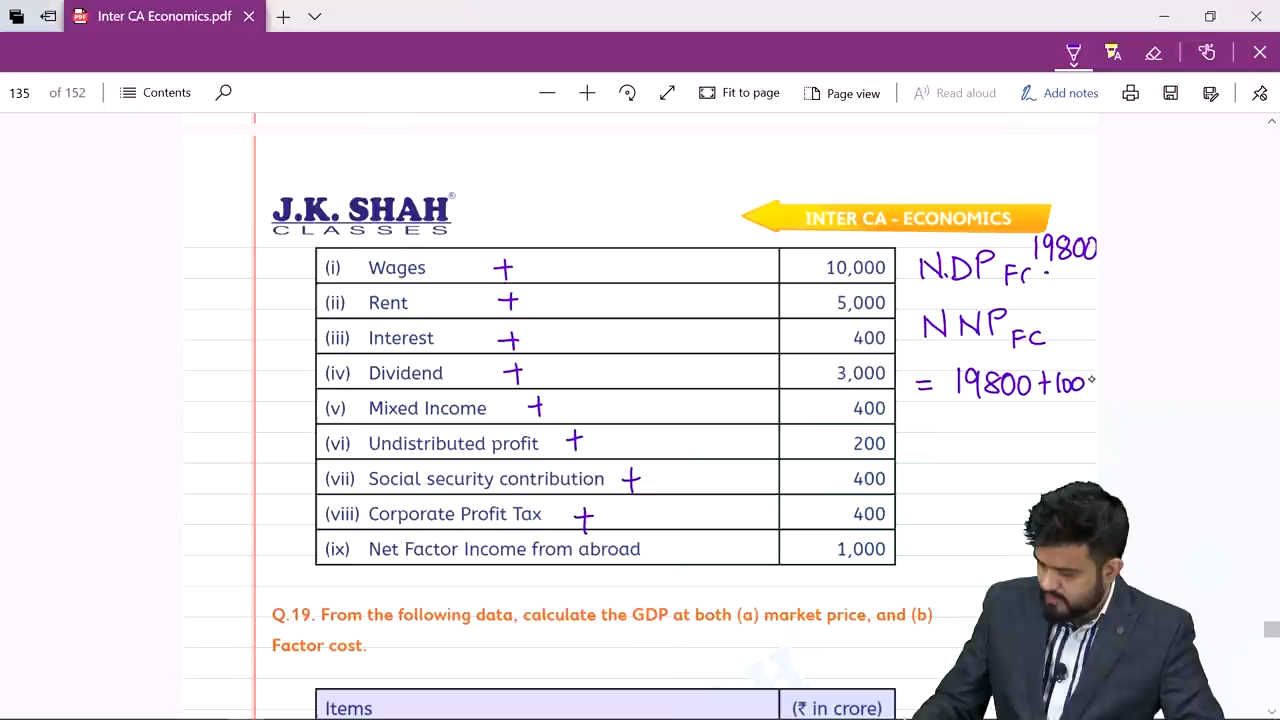 Inter CA Economics.pdf
135 of 152 Contents Fit to page Page view Read aloud Add notes
J.K. SHAH®
CLASSES
INTER CA - ECONOMICS
(i) Wages + 10,000
(ii) Rent + 5,000
(iii) Interest + 400
(iv) Dividend + 3,000
(v) Mixed Income + 400
(vi) Undistributed profit + 200
(vii) Social security contribution + 400
(viii) Corporate Profit Tax + 400
(ix) Net Factor Income from abroad 1,000
19800
N.DP FC
NNP FC
= 19800+100
Q.19. From the following data, calculate the GDP at both (a) market price, and (b)
Factor cost.
Items (₹ in crore)